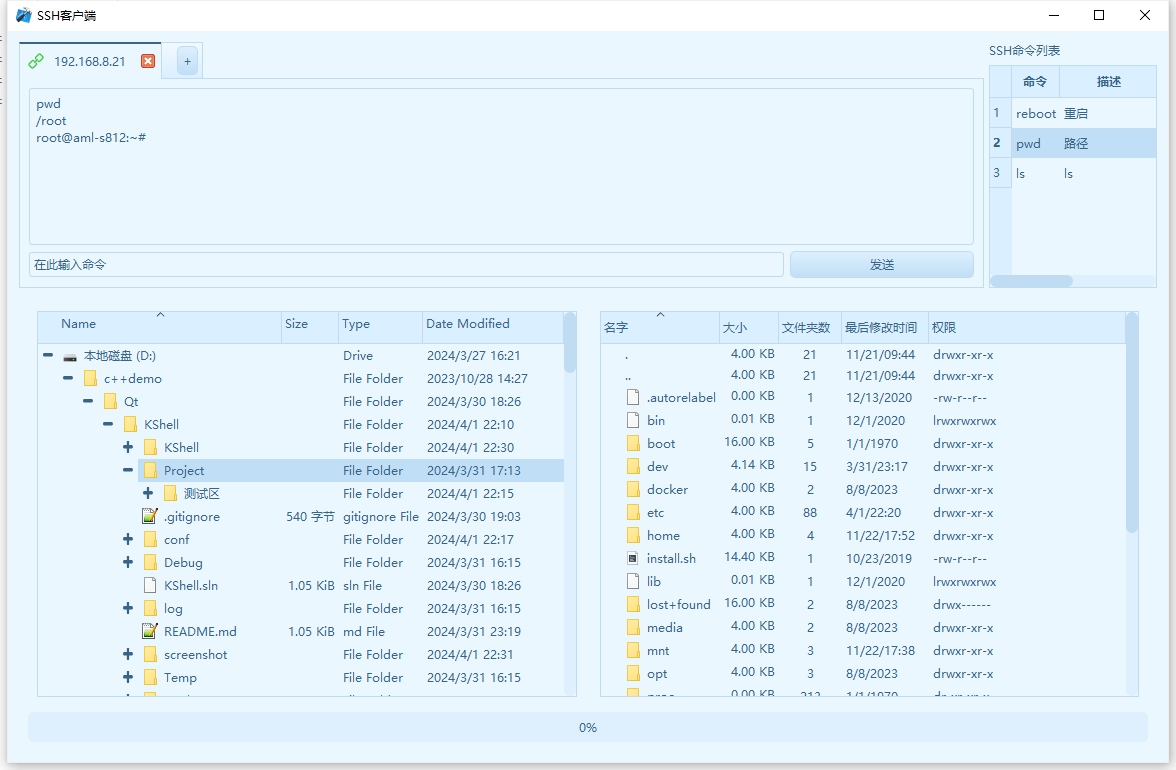 SSH客户端
192.168.8.21
+
pwd
/root
root@aml-s812:~#
在此输入命令
发送
SSH命令列表
命令 描述
1 reboot 重启
2 pwd 路径
3 ls ls
Name Size Type Date Modified
本地磁盘 (D:) Drive 2024/3/27 16:21
c++demo File Folder 2023/10/28 14:27
Qt File Folder 2024/3/30 18:26
KShell File Folder 2024/4/1 22:10
KShell File Folder 2024/4/1 22:30
Project File Folder 2024/3/31 17:13
测试区 File Folder 2024/4/1 22:15
.gitignore 540 字节 gitignore File 2024/3/30 19:03
conf File Folder 2024/4/1 22:17
Debug File Folder 2024/3/31 16:15
KShell.sln 1.05 KiB sln File 2024/3/30 18:26
log File Folder 2024/3/31 16:15
README.md 1.05 KiB md File 2024/3/31 23:19
screenshot File Folder 2024/4/1 22:31
Temp File Folder 2024/3/31 16:15
名字 大小 文件夹数 最后修改时间 权限
. 4.00 KB 21 11/21/09:44 drwxr-xr-x
.. 4.00 KB 21 11/21/09:44 drwxr-xr-x
.autorelabel 0.00 KB 1 12/13/2020 -rw-r--r--
bin 0.01 KB 1 12/1/2020 lrwxrwxrwx
boot 16.00 KB 5 1/1/1970 drwxr-xr-x
dev 4.14 KB 15 3/31/23:17 drwxr-xr-x
docker 4.00 KB 2 8/8/2023 drwxr-xr-x
etc 4.00 KB 88 4/1/22:20 drwxr-xr-x
home 4.00 KB 4 11/22/17:52 drwxr-xr-x
install.sh 14.40 KB 1 10/23/2019 -rw-r--r--
lib 0.01 KB 1 12/1/2020 lrwxrwxrwx
lost+found 16.00 KB 2 8/8/2023 drwx------
media 4.00 KB 2 8/8/2023 drwxr-xr-x
mnt 4.00 KB 3 11/22/17:38 drwxr-xr-x
opt 4.00 KB 3 8/8/2023 drwxr-xr-x
0.00 KB 1/1/1970
0%